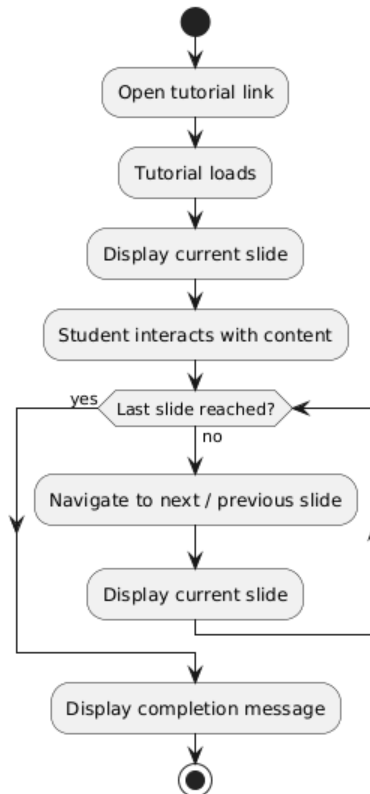 Open tutorial link
Tutorial loads
Display current slide
Student interacts with content
yes
Last slide reached?
no
Navigate to next / previous slide
Display current slide
Display completion message